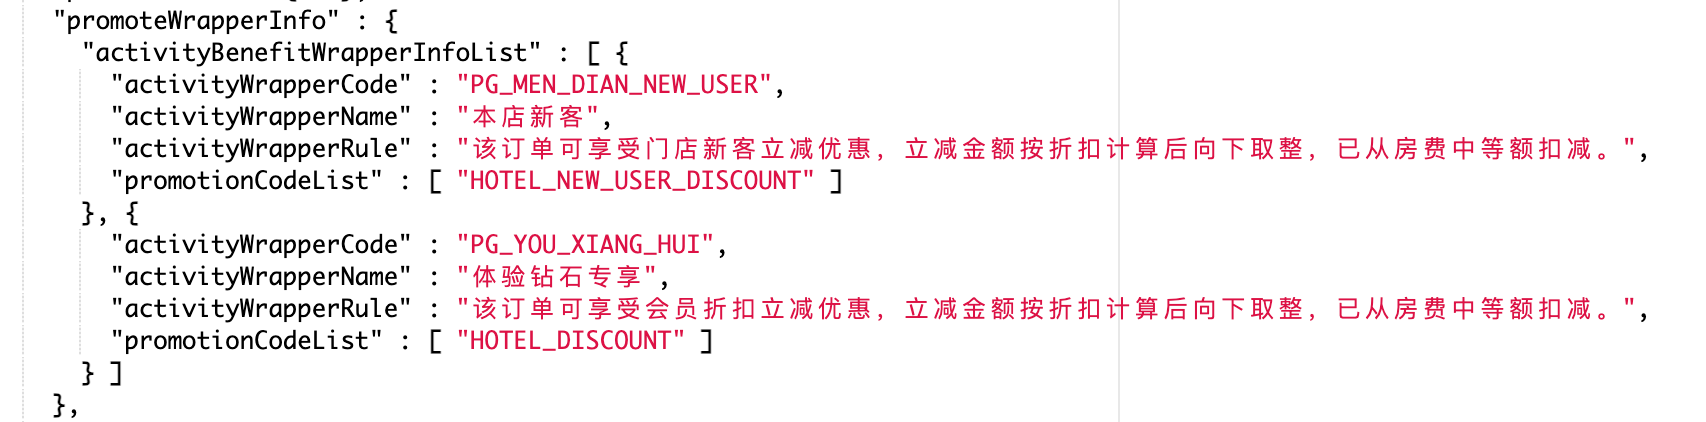 "promoteWrapperInfo" : {
"activityBenefitWrapperInfoList" : [ {
"activityWrapperCode" : "PG_MEN_DIAN_NEW_USER",
"activityWrapperName" : "本店新客",
"activityWrapperRule" : "该订单可享受门店新客立减优惠，立减金额按折扣计算后向下取整，已从房费中等额扣减。",
"promotionCodeList" : [ "HOTEL_NEW_USER_DISCOUNT" ]
}, {
"activityWrapperCode" : "PG_YOU_XIANG_HUI",
"activityWrapperName" : "体验钻石专享",
"activityWrapperRule" : "该订单可享受会员折扣立减优惠，立减金额按折扣计算后向下取整，已从房费中等额扣减。",
"promotionCodeList" : [ "HOTEL_DISCOUNT" ]
} ]
},